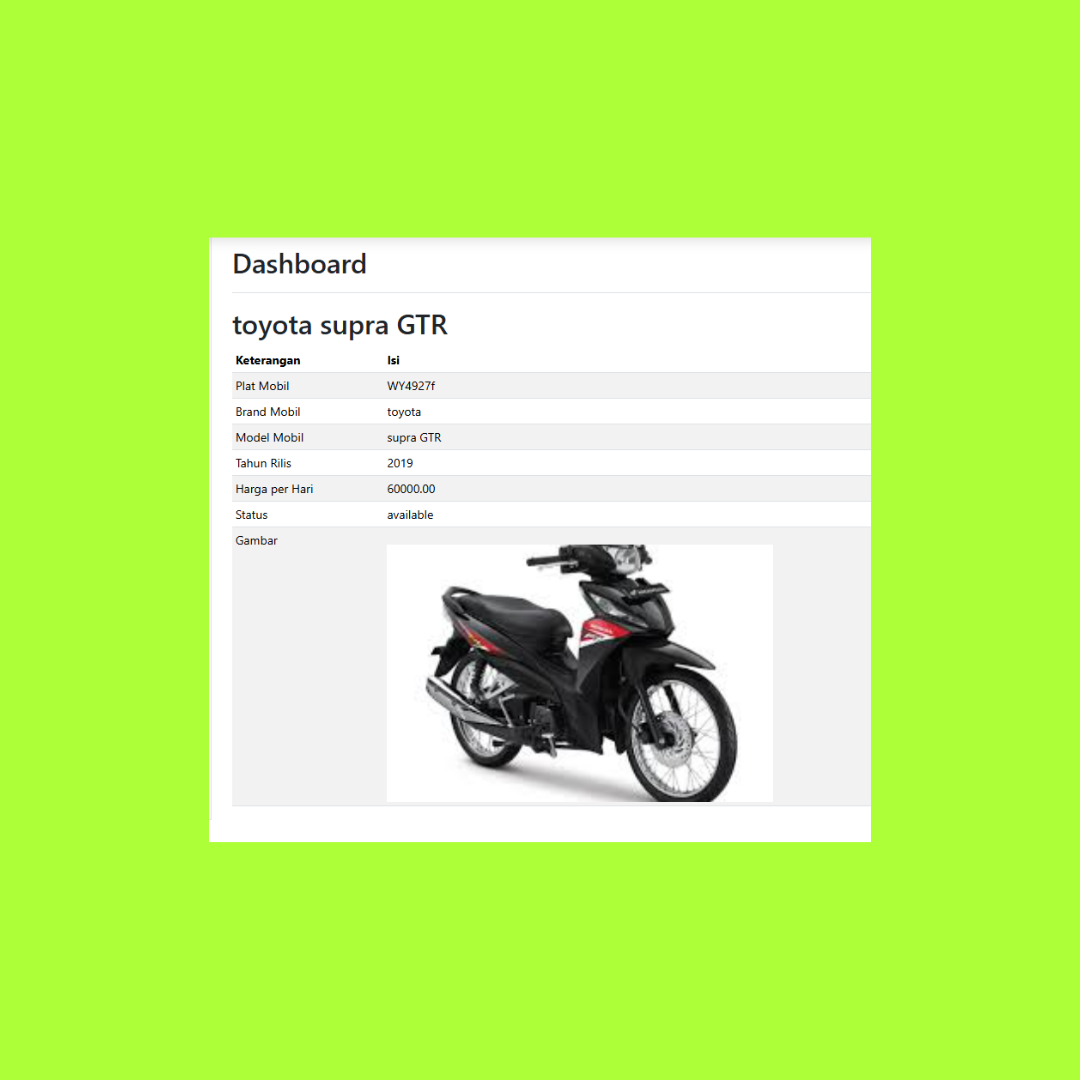 Dashboard
toyota supra GTR
Keterangan Isi
Plat Mobil WY4927f
Brand Mobil toyota
Model Mobil supra GTR
Tahun Rilis 2019
Harga per Hari 60000.00
Status available
Gambar